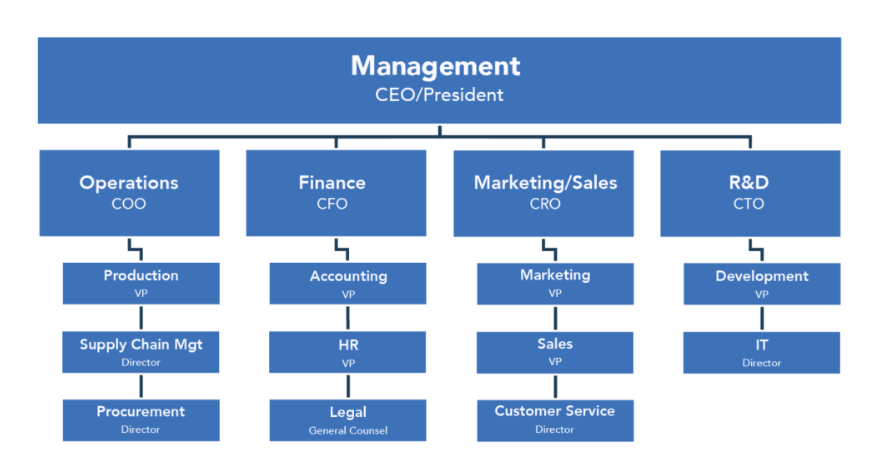 Management
CEO/President
Operations
COO
Finance
CFO
Marketing/Sales
CRO
R&D
CTO
Production
VP
Accounting
VP
Marketing
VP
Development
VP
Supply Chain Mgt
Director
HR
VP
Sales
VP
IT
Director
Procurement
Director
Legal
General Counsel
Customer Service
Director